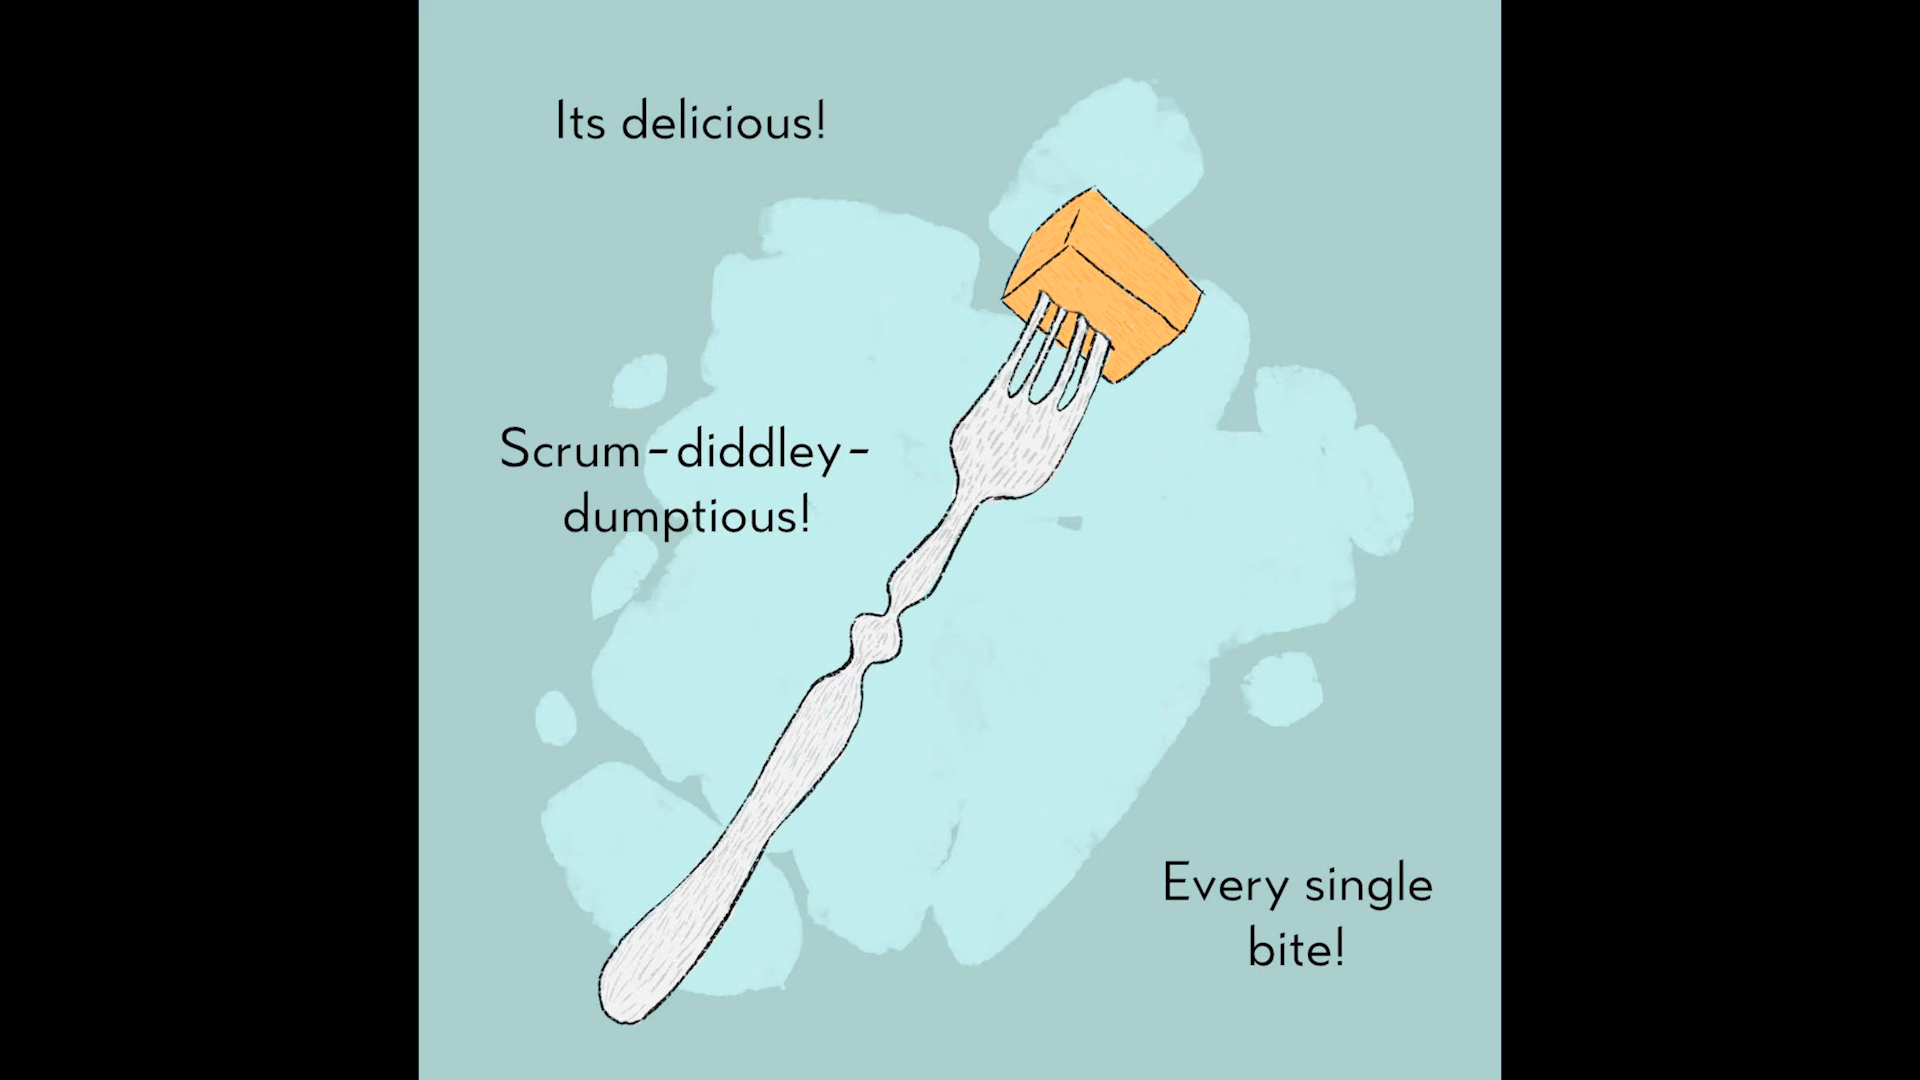 Its delicious!
Scrum-diddley-
dumptious!
Every single
bite!